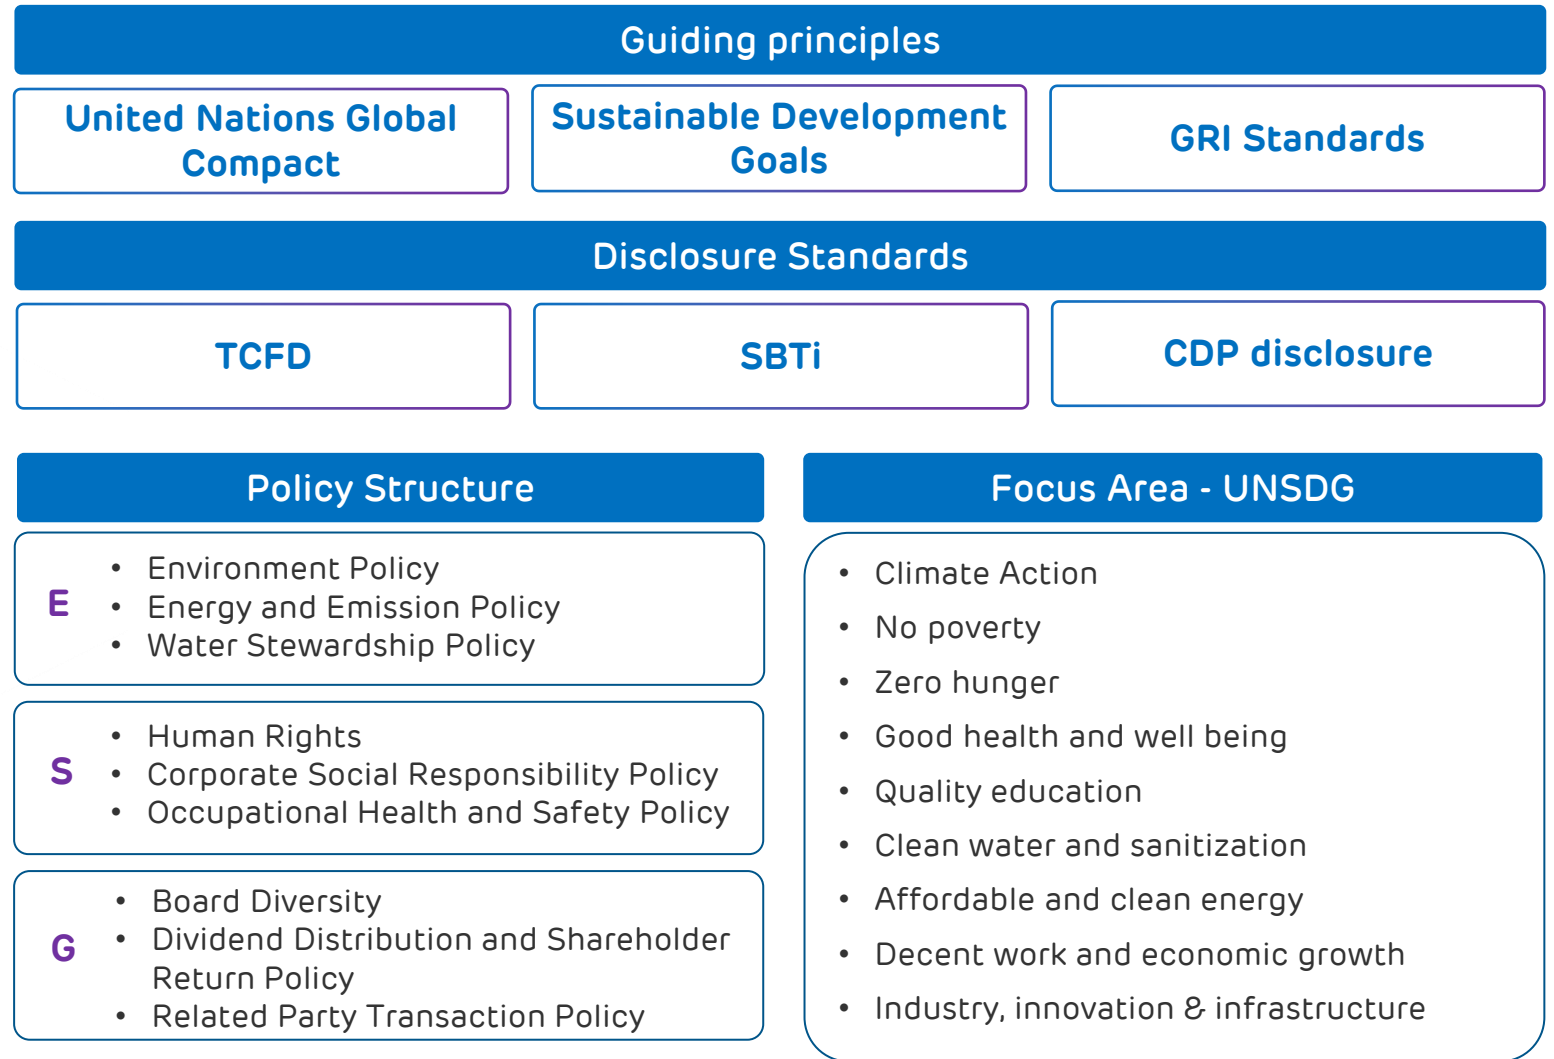 Guiding principles
United Nations Global
Compact
Sustainable Development
Goals
GRI Standards
Disclosure Standards
TCFD
SBTi
CDP disclosure
Policy Structure
E
• Environment Policy
• Energy and Emission Policy
• Water Stewardship Policy
S
• Human Rights
• Corporate Social Responsibility Policy
• Occupational Health and Safety Policy
G
• Board Diversity
• Dividend Distribution and Shareholder
Return Policy
• Related Party Transaction Policy
Focus Area - UNSDG
• Climate Action
• No poverty
• Zero hunger
• Good health and well being
• Quality education
• Clean water and sanitization
• Affordable and clean energy
• Decent work and economic growth
• Industry, innovation & infrastructure